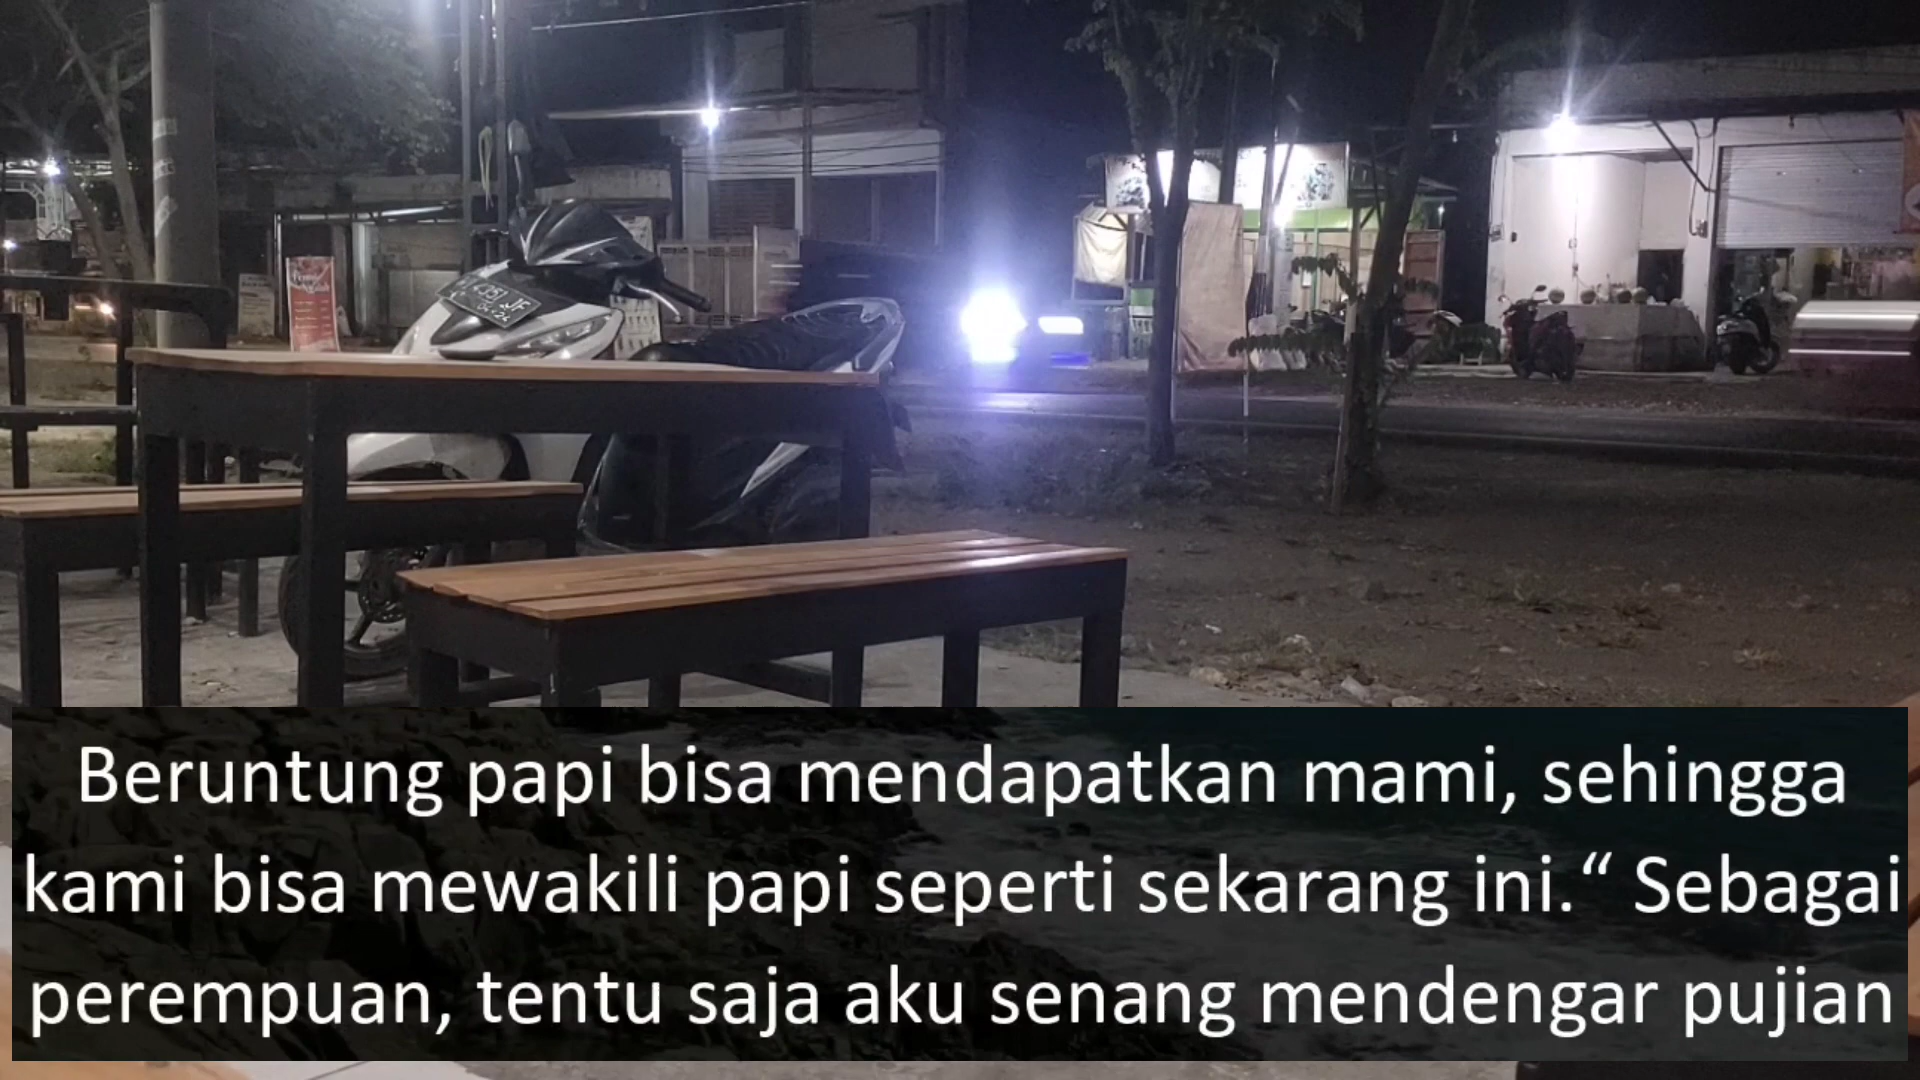 Beruntung papi bisa mendapatkan mami, sehingga
kami bisa mewakili papi seperti sekarang ini.“ Sebagai
perempuan, tentu saja aku senang mendengar pujian